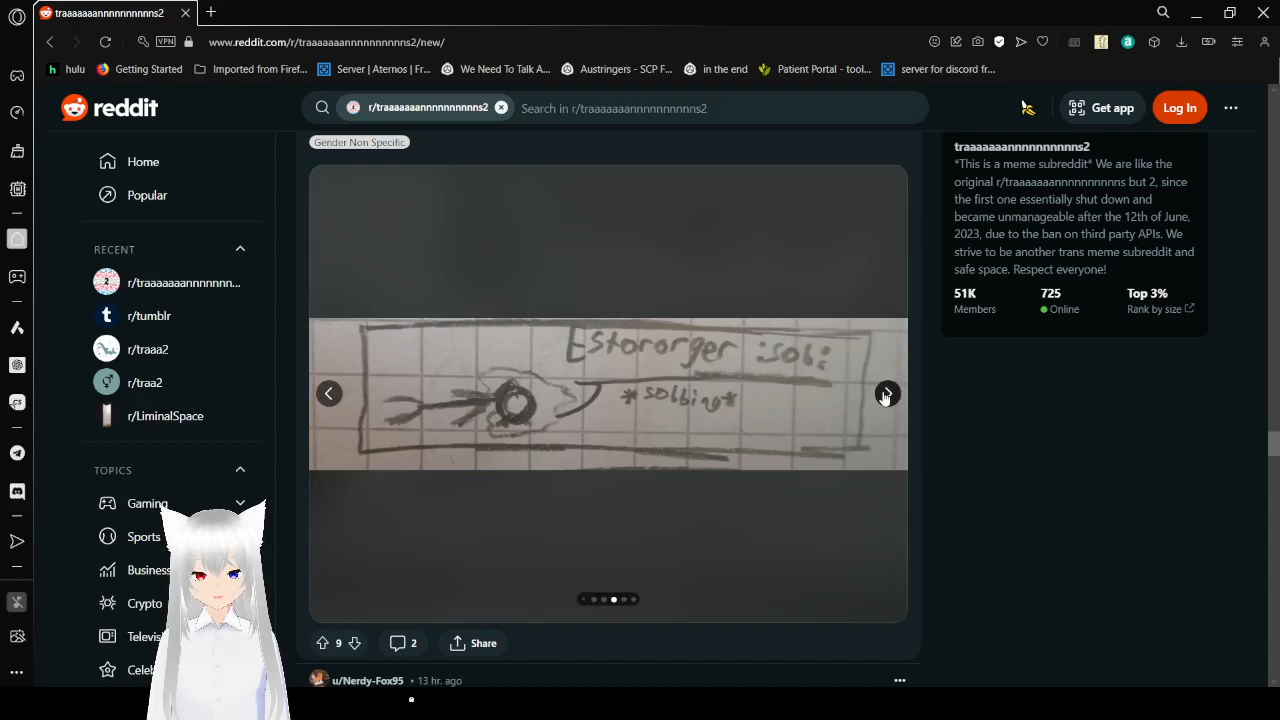 traaaaaaannnnnnnnnns2
VPN
www.reddit.com/r/traaaaaaannnnnnnnnns2/new/
hulu
Getting Started
Imported from Firef...
Server | Aternos | Fr...
We Need To Talk A...
Austringers - SCP F...
in the end
Patient Portal - tool...
server for discord fr...
reddit
r/traaaaaaannnnnnnnnns2
Search in r/traaaaaaannnnnnnnnns2
Get app
Log In
Home
Popular
RECENT
r/traaaaaaannnnnnn...
r/tumblr
r/traaa2
r/traa2
r/LiminalSpace
TOPICS
Gaming
Sports
Business
Crypto
Televisi
Celeb
Gender Non Specific
Estororger :sob:
*sobbing*
9
2
Share
u/Nerdy-Fox95 • 13 hr. ago
traaaaaaannnnnnnnnns2
*This is a meme subreddit* We are like the
original r/traaaaaaannnnnnnnnns but 2, since
the first one essentially shut down and
became unmanageable after the 12th of June,
2023, due to the ban on third party APIs. We
strive to be another trans meme subreddit and
safe space. Respect everyone!
51K
Members
725
Online
Top 3%
Rank by size